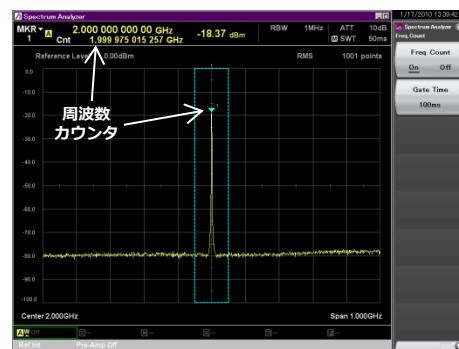 Spectrum Analyzer
1/17/2010 10:39:42
MKR 1 A 2.000 000 000 00 GHz
Cnt 1.999 975 015 257 GHz
-18.37 dBm
RBW 1MHz ATT 10dB
SWT 50ms
Spectrum Analyzer
Freq Count
Reference Level 0.00dBm RMS 1001 points
Freq Count
On Off
Gate Time
100ms
周波数
カウンタ
1
0.0
-10.0
-20.0
-30.0
-40.0
-50.0
-60.0
-70.0
-80.0
-90.0
-100.0
Center 2.000GHz Span 1.000GHz
Ref.Int Pre-Amp Off